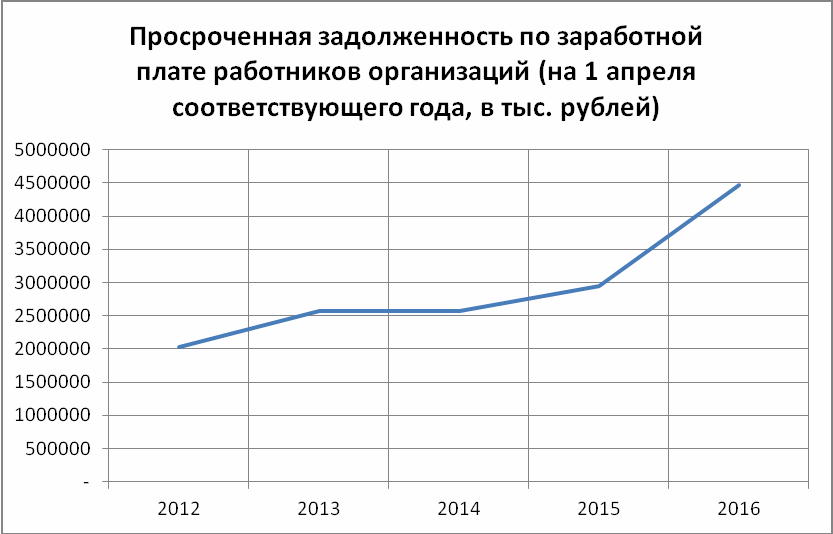 Просроченная задолженность по заработной
плате работников организаций (на 1 апреля
соответствующего года, в тыс. рублей)
5000000
4500000
4000000
3500000
3000000
2500000
2000000
1500000
1000000
500000
-
2012 2013 2014 2015 2016